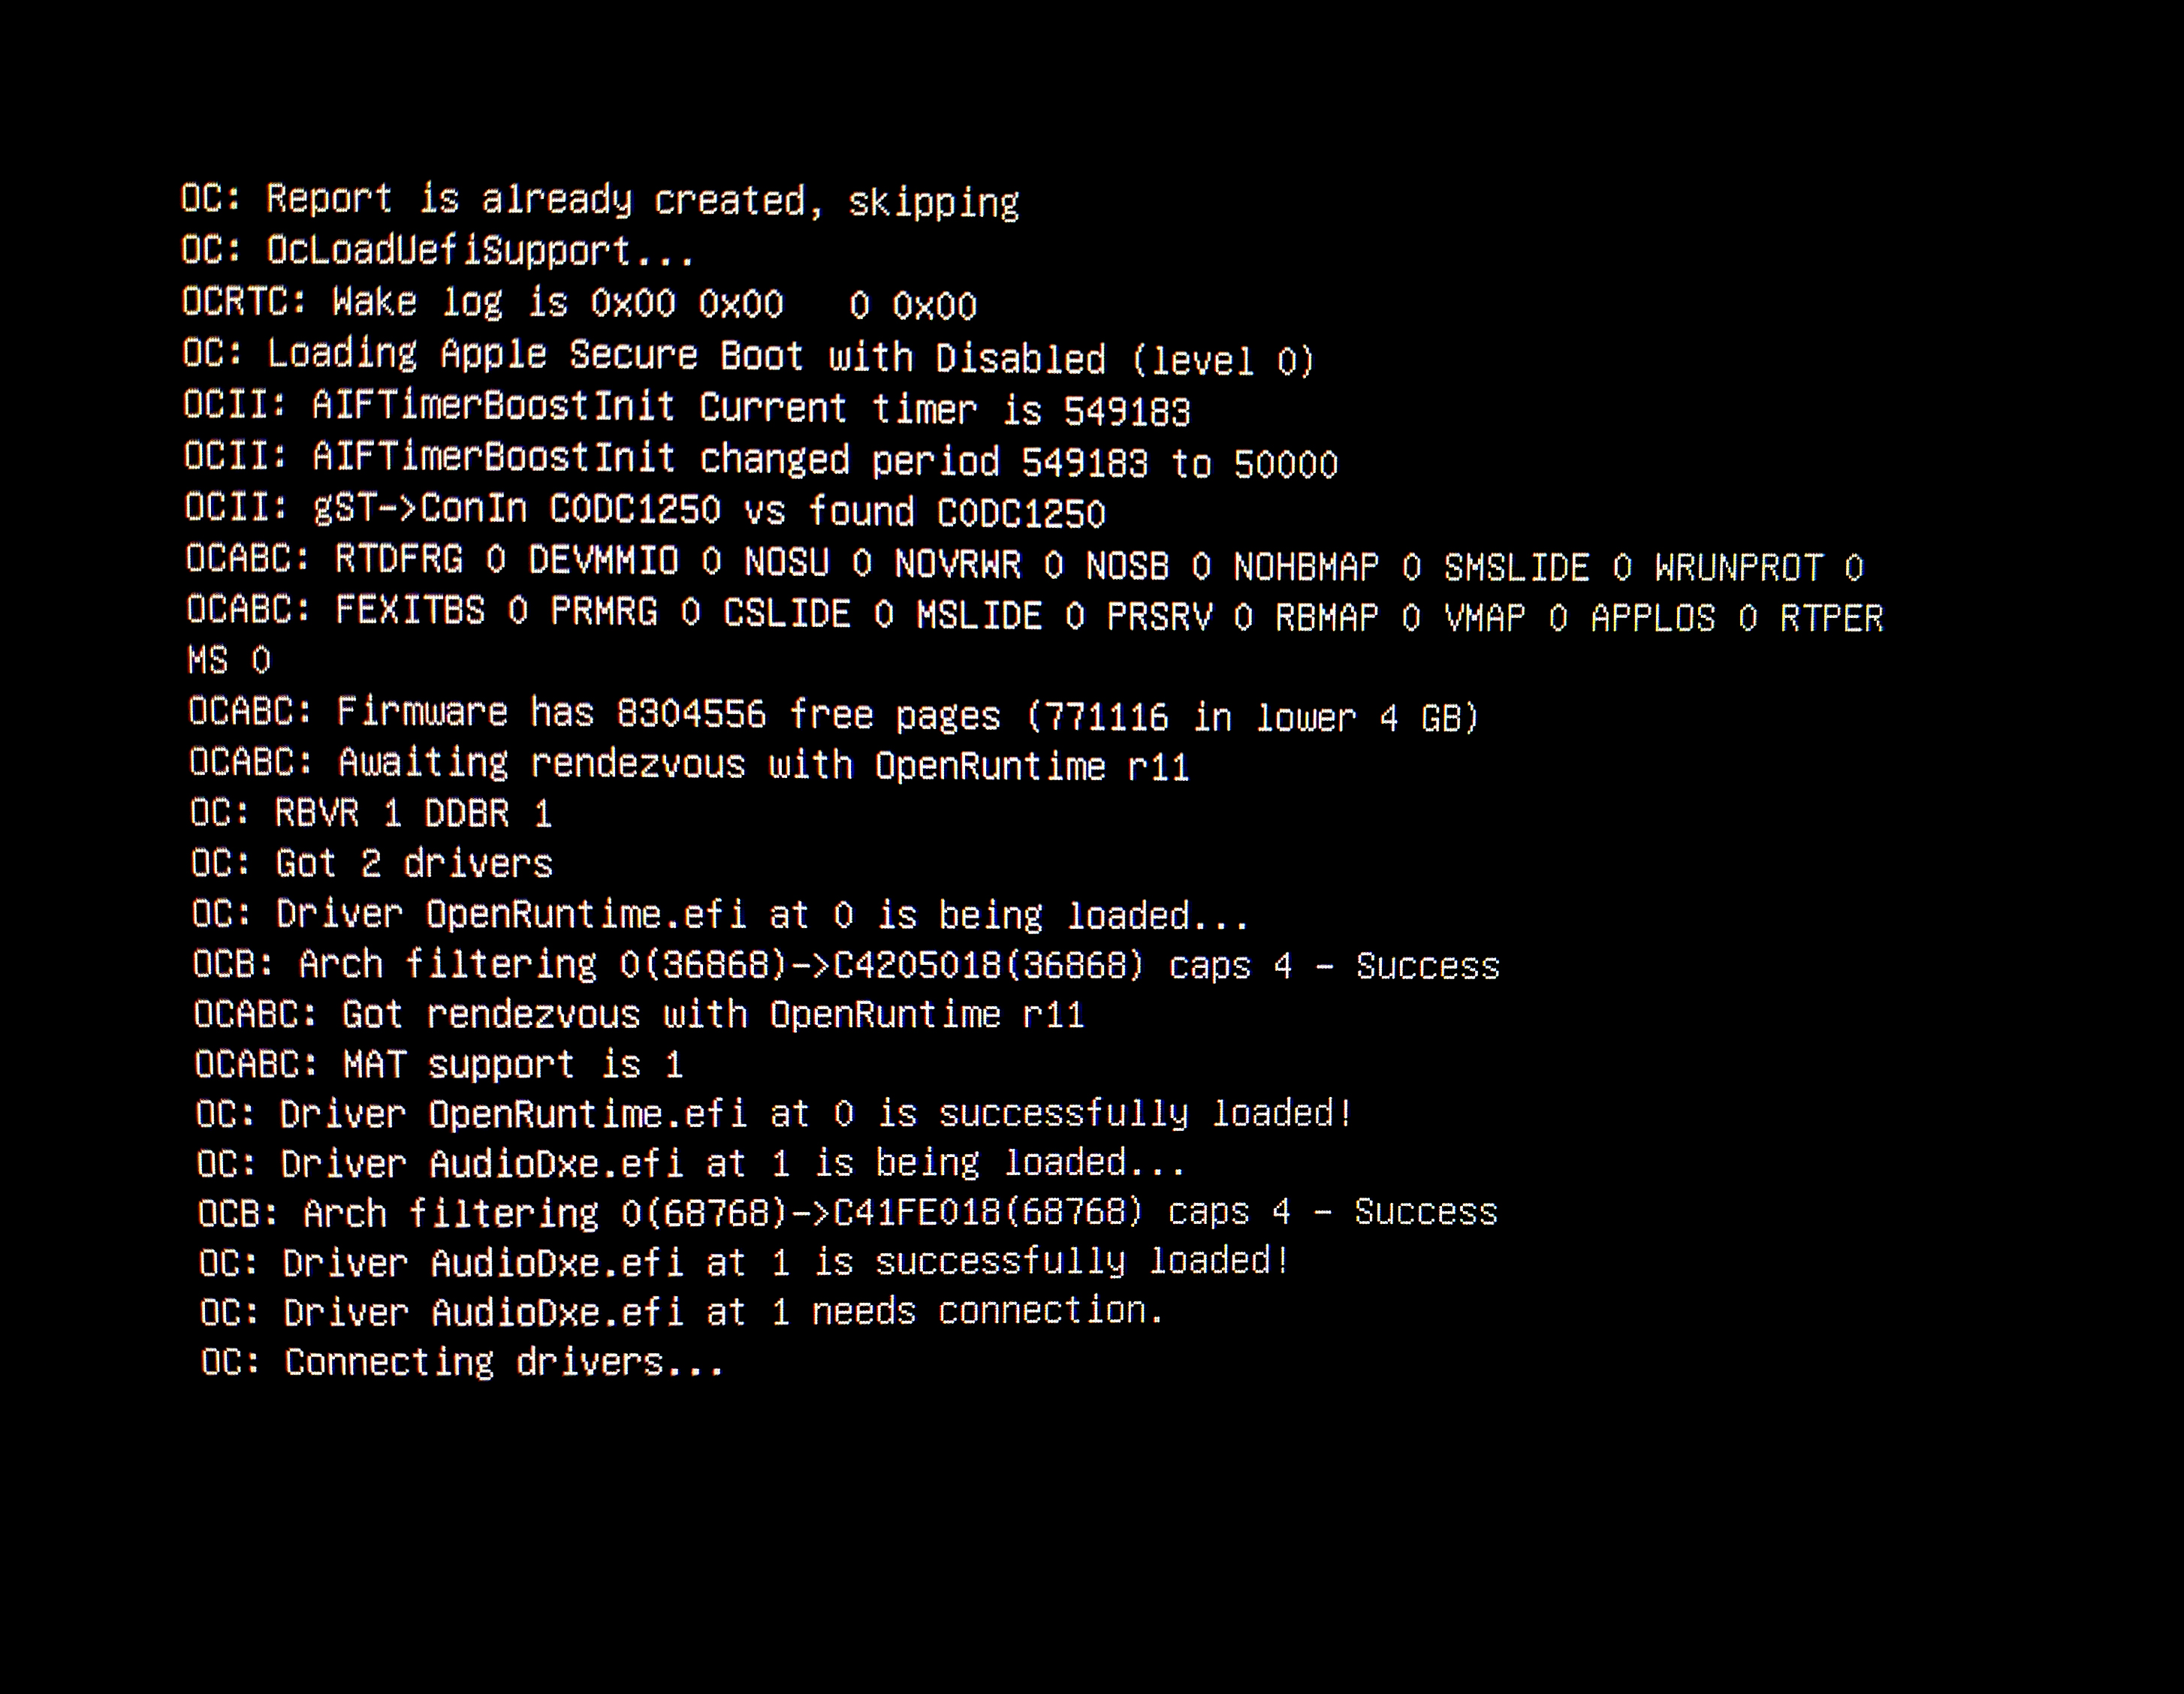 OC: Report is already created, skipping
OC: OcLoadUefiSupport...
OCRTC: Wake log is 0x00 0x00   0 0x00
OC: Loading Apple Secure Boot with Disabled (level 0)
OCII: AIFTimerBoostInit Current timer is 549183
OCII: AIFTimerBoostInit changed period 549183 to 50000
OCII: gST->ConIn C0DC1250 vs found C0DC1250
OCABC: RTDFRG 0 DEVMMIO 0 NOSU 0 NOVRWR 0 NOSB 0 NOHBMAP 0 SMSLIDE 0 WRUNPROT 0
OCABC: FEXITBS 0 PRMRG 0 CSLIDE 0 MSLIDE 0 PRSRV 0 RBMAP 0 VMAP 0 APPLOS 0 RTPER
MS 0
OCABC: Firmware has 8304556 free pages (771116 in lower 4 GB)
OCABC: Awaiting rendezvous with OpenRuntime r11
OC: RBVR 1 DDBR 1
OC: Got 2 drivers
OC: Driver OpenRuntime.efi at 0 is being loaded...
OCB: Arch filtering 0(36868)->C4205018(36868) caps 4 - Success
OCABC: Got rendezvous with OpenRuntime r11
OCABC: MAT support is 1
OC: Driver OpenRuntime.efi at 0 is successfully loaded!
OC: Driver AudioDxe.efi at 1 is being loaded...
OCB: Arch filtering 0(68768)->C41FE018(68768) caps 4 - Success
OC: Driver AudioDxe.efi at 1 is successfully loaded!
OC: Driver AudioDxe.efi at 1 needs connection.
OC: Connecting drivers...